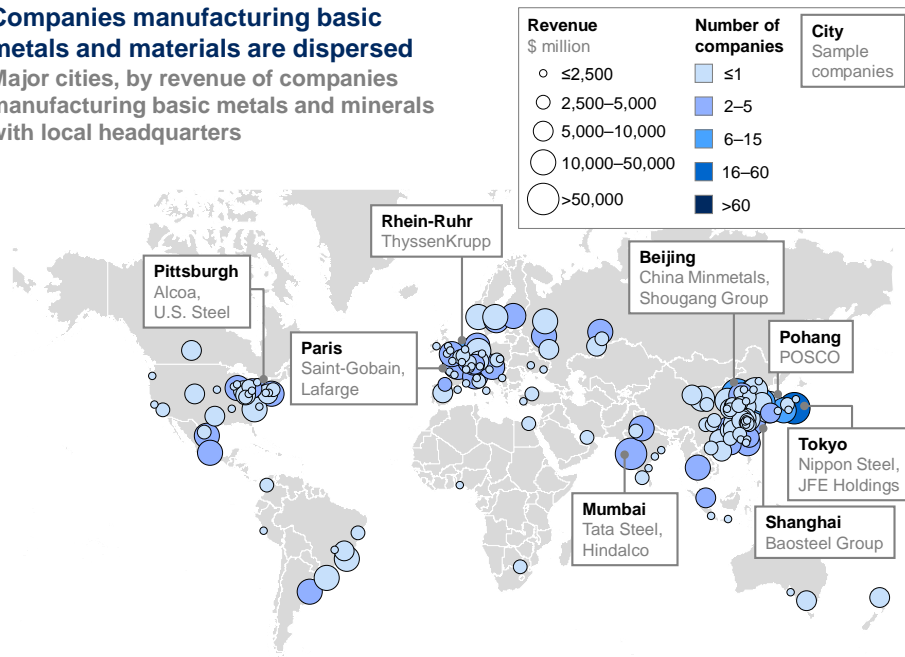 Companies manufacturing basic
metals and materials are dispersed
Major cities, by revenue of companies
manufacturing basic metals and minerals
with local headquarters
Revenue
$ million
≤2,500
2,500–5,000
5,000–10,000
10,000–50,000
>50,000
Number of
companies
≤1
2–5
6–15
16–60
>60
City
Sample
companies
Rhein-Ruhr
ThyssenKrupp
Pittsburgh
Alcoa,
U.S. Steel
Paris
Saint-Gobain,
Lafarge
Beijing
China Minmetals,
Shougang Group
Pohang
POSCO
Tokyo
Nippon Steel,
JFE Holdings
Mumbai
Tata Steel,
Hindalco
Shanghai
Baosteel Group